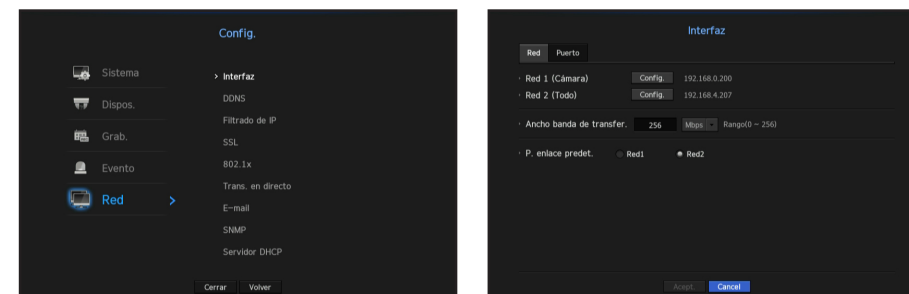 Config.
Sistema
Dispos.
Grab.
Evento
Red >
> Interfaz
DDNS
Filtrado de IP
SSL
802.1x
Trans. en directo
E-mail
SNMP
Servidor DHCP
Cerrar Volver
Interfaz
Red Puerto
· Red 1 (Cámara) Config. 192.168.0.200
· Red 2 (Todo) Config. 192.168.4.207
· Ancho banda de transfer. 256 Mbps Rango(0 ~ 256)
· P. enlace predet. Red1 Red2
Acept. Cancel